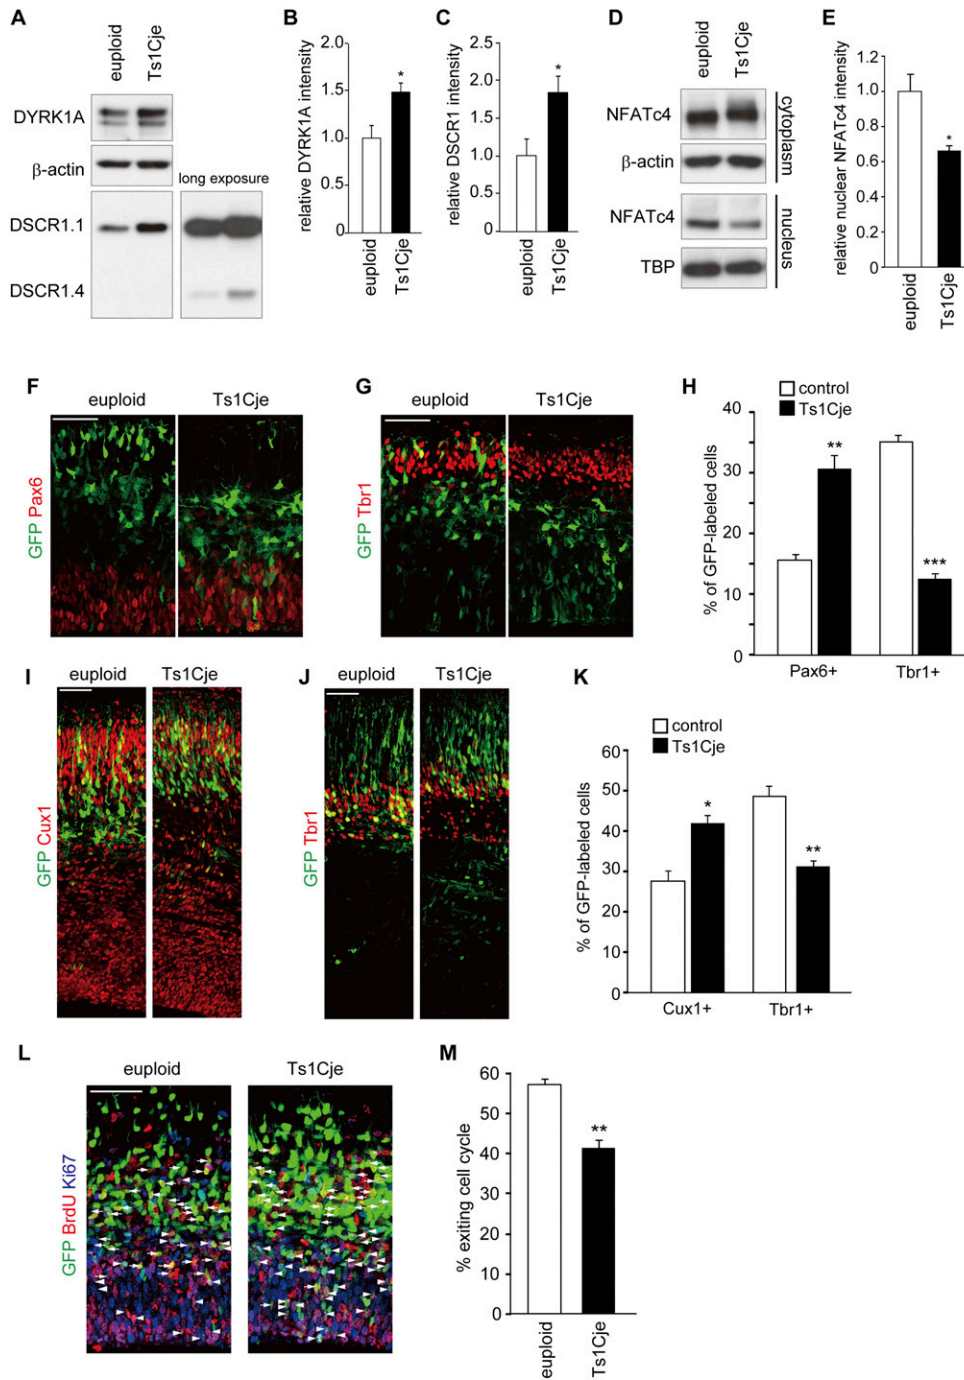 A
euploid
Ts1Cje
DYRK1A
β-actin
long exposure
DSCR1.1
DSCR1.4
B
relative DYRK1A intensity
2.0
1.5
1.0
0.5
0
*
euploid
Ts1Cje
C
relative DSCR1 intensity
2.5
2.0
1.5
1.0
0.5
0
*
euploid
Ts1Cje
D
euploid
Ts1Cje
NFATc4
β-actin
cytoplasm
NFATc4
TBP
nucleus
E
relative nuclear NFATc4 intensity
1.2
1.0
0.8
0.6
0.4
0.2
0
*
euploid
Ts1Cje
F
euploid
Ts1Cje
GFP Pax6
G
euploid
Ts1Cje
GFP Tbr1
H
control
Ts1Cje
% of GFP-labeled cells
40
30
20
10
0
**
***
Pax6+
Tbr1+
I
euploid
Ts1Cje
GFP Cux1
J
euploid
Ts1Cje
GFP Tbr1
K
control
Ts1Cje
% of GFP-labeled cells
60
50
40
30
20
10
0
*
**
Cux1+
Tbr1+
L
euploid
Ts1Cje
GFP BrdU Ki67
M
% exiting cell cycle
60
50
40
30
20
10
0
**
euploid
Ts1Cje